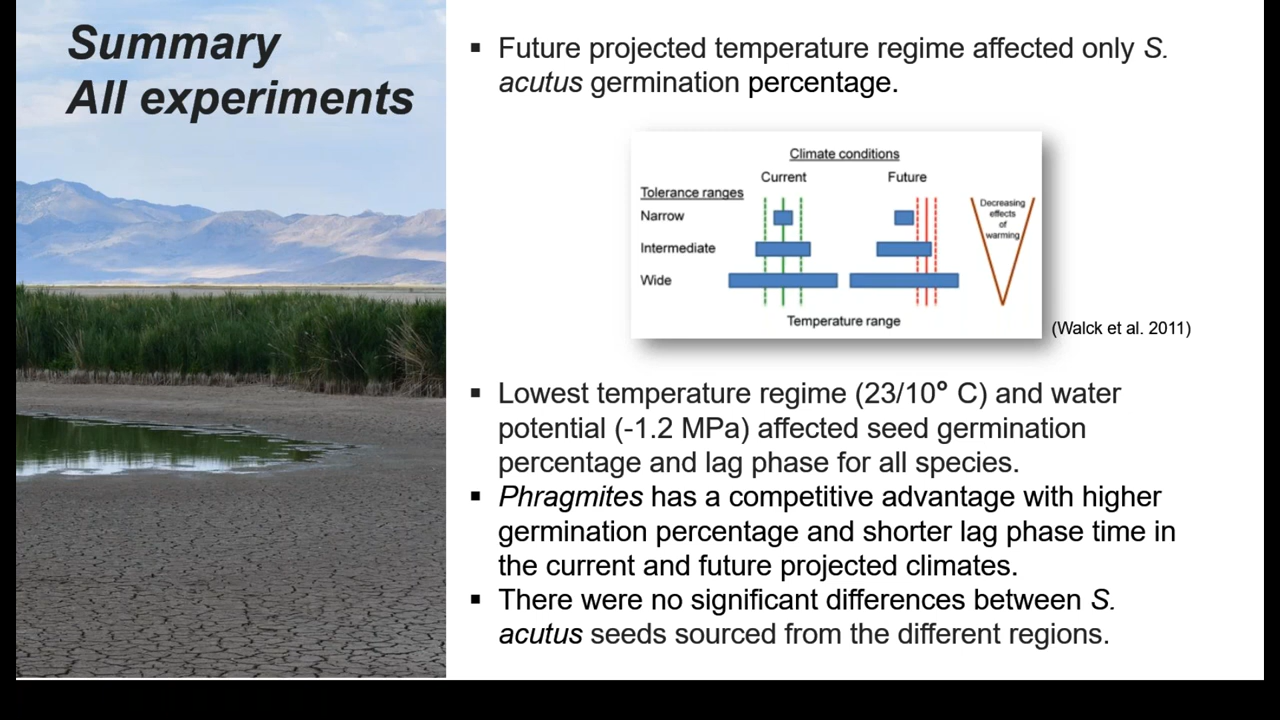 Summary
All experiments
▪ Future projected temperature regime affected only S.
acutus germination percentage.
Climate conditions
Current Future
Tolerance ranges
Narrow
Intermediate
Wide
Decreasing
effects
of
warming
Temperature range
(Walck et al. 2011)
▪ Lowest temperature regime (23/10° C) and water
potential (-1.2 MPa) affected seed germination
percentage and lag phase for all species.
▪ Phragmites has a competitive advantage with higher
germination percentage and shorter lag phase time in
the current and future projected climates.
▪ There were no significant differences between S.
acutus seeds sourced from the different regions.